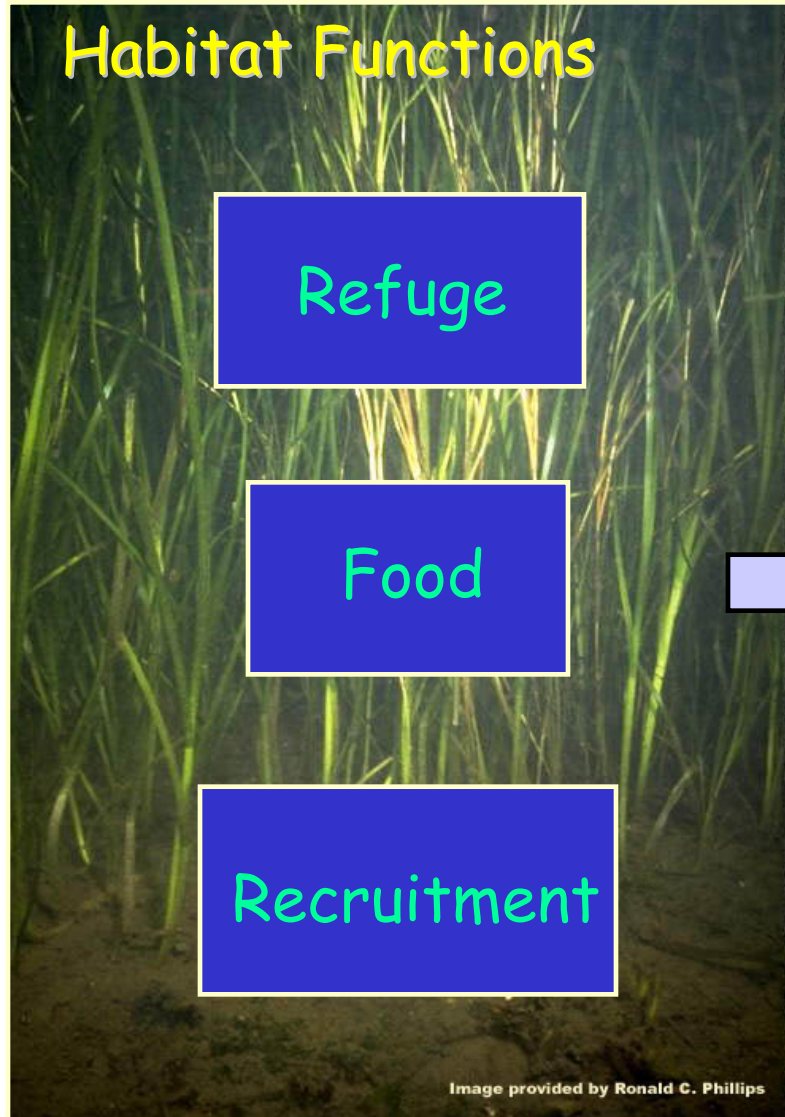 Habitat Functions
Refuge
Food
Recruitment
Image provided by Ronald C. Phillips